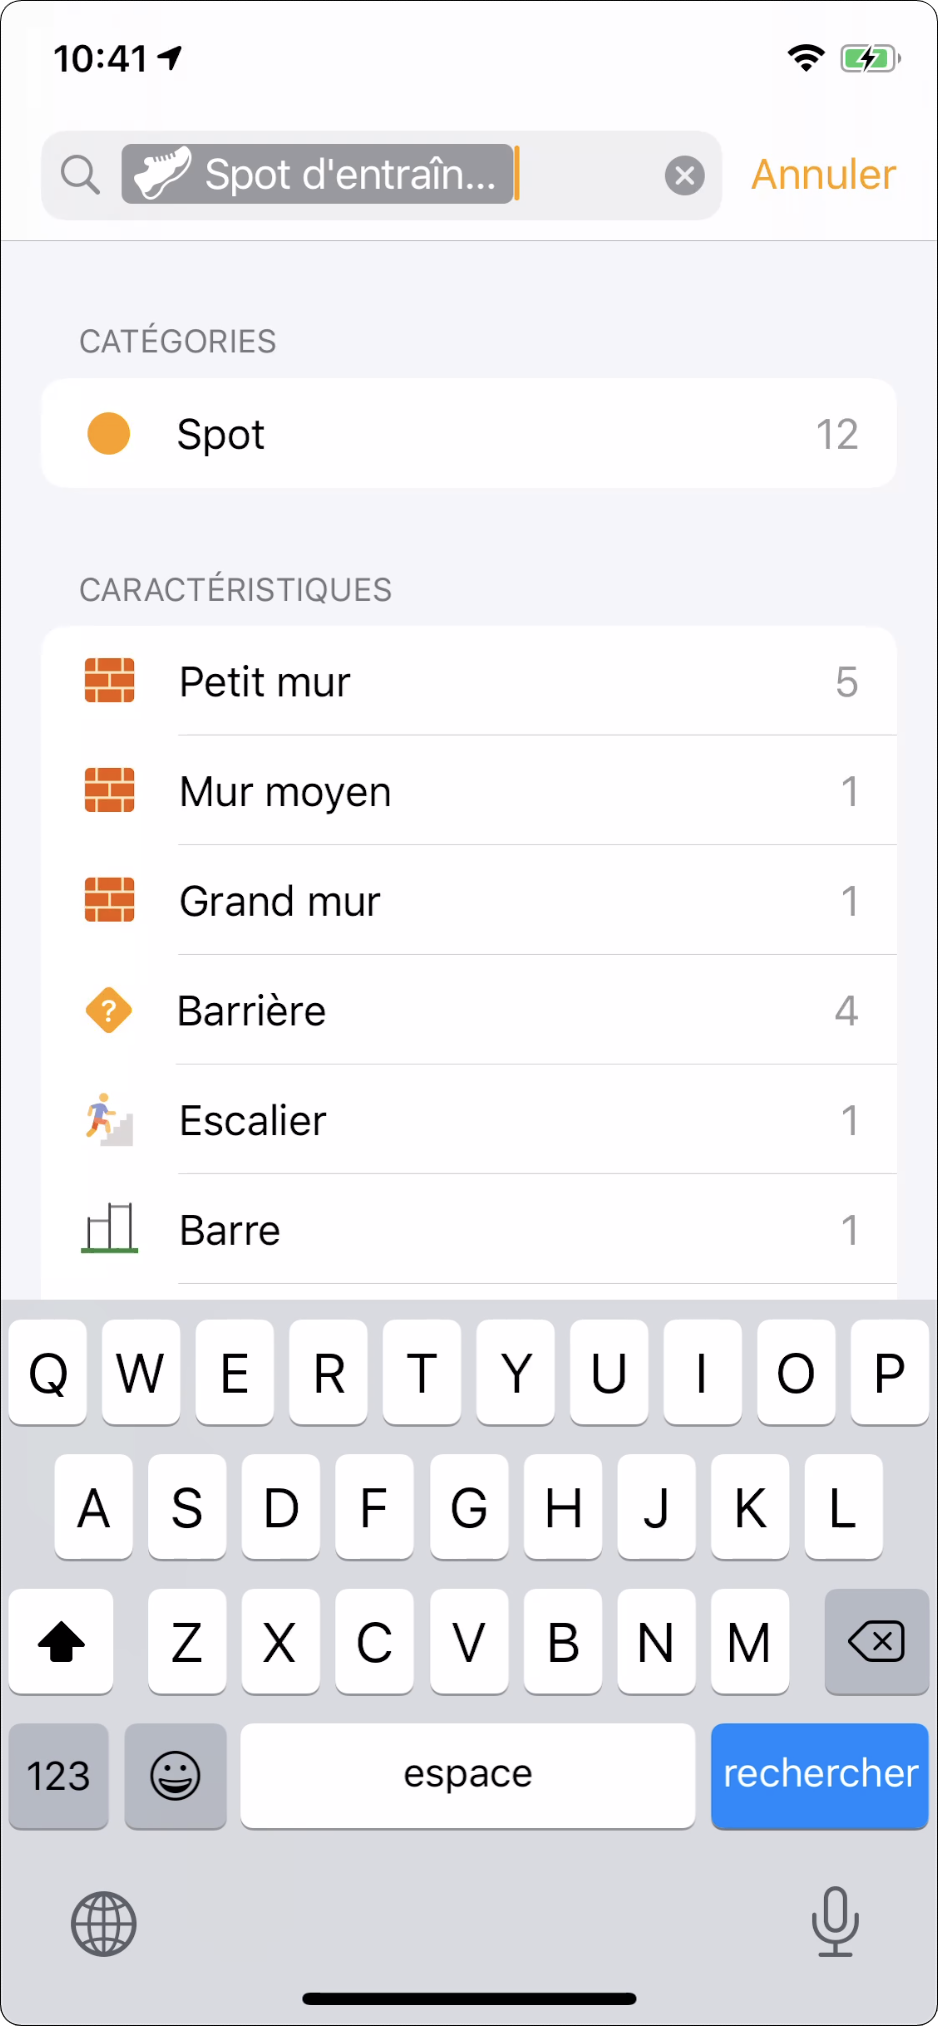 10:41
Spot d'entraîn... Annuler
CATÉGORIES
Spot 12
CARACTÉRISTIQUES
Petit mur 5
Mur moyen 1
Grand mur 1
? Barrière 4
Escalier 1
Barre 1
Q W E R T Y U I O P
A S D F G H J K L
Z X C V B N M
123 espace rechercher